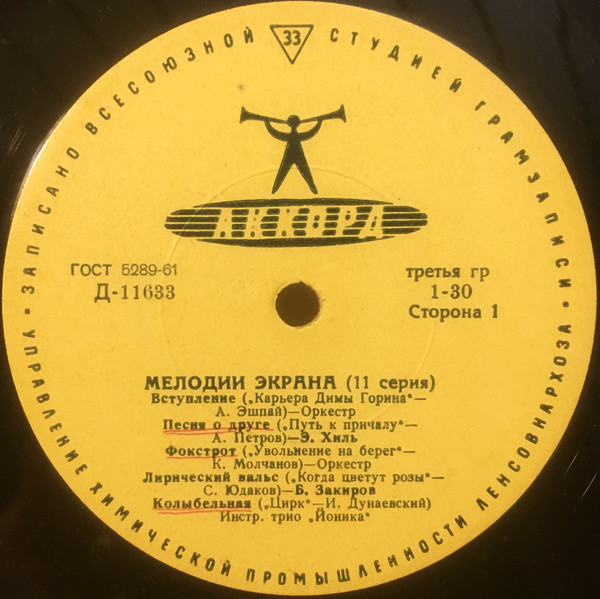 ЗАПИСАНО ВСЕСОЮЗНОЙ 33 СТУДИЕЙ ГРАМЗАПИСИ •
УПРАВЛЕНИЕ ХИМИЧЕСКОЙ ПРОМЫШЛЕННОСТИ ЛЕНСОВНАРХОЗА •
АККОРД
ГОСТ 5289-61
Д-11633
третья гр
1-30
Сторона 1
МЕЛОДИИ ЭКРАНА (11 серия)
Вступление („Карьера Димы Горина“—
А. Эшпай)—Оркестр
Песня о друге („Путь к причалу“—
А. Петров)—Э. Хиль
Фокстрот („Увольнение на берег“—
К. Молчанов)—Оркестр
Лирический вальс („Когда цветут розы“—
С. Юдаков)—Б. Закиров
Колыбельная („Цирк“—И. Дунаевский)
Инстр. трио „Йоника“